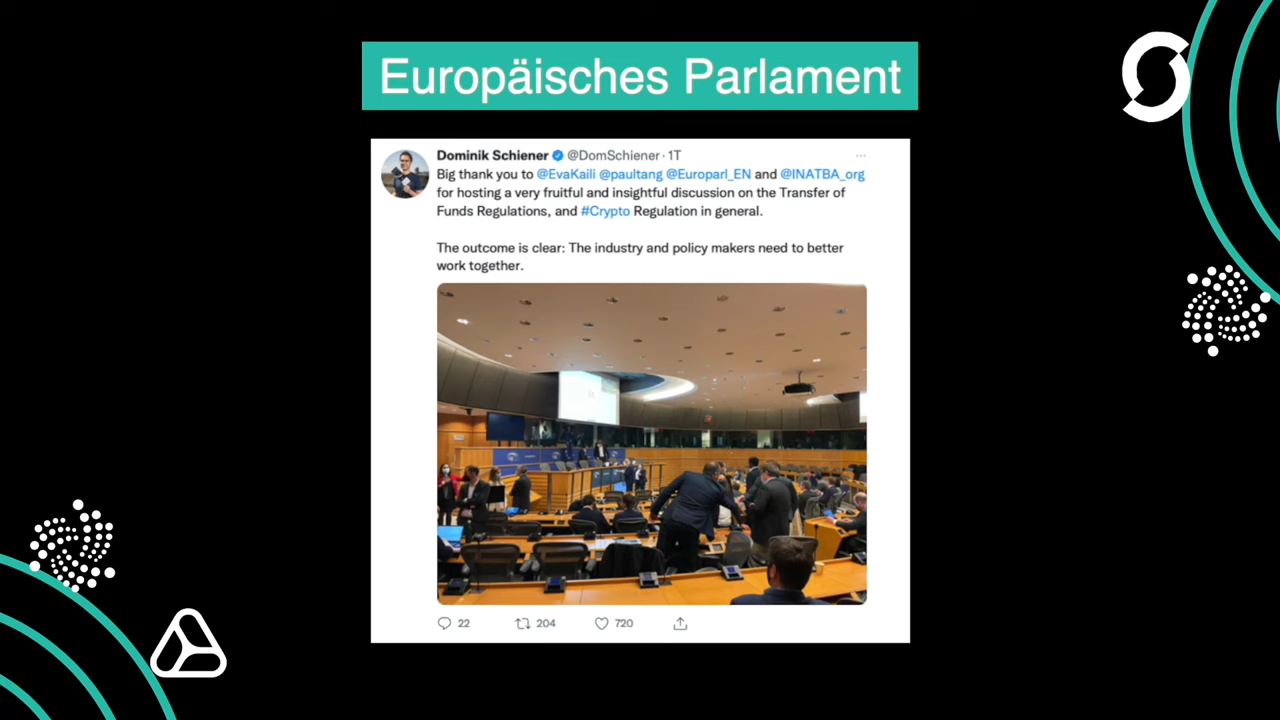 Europäisches Parlament
Dominik Schiener @DomSchiener · 1T
Big thank you to @EvaKaili @paultang @Europarl_EN and @INATBA_org
for hosting a very fruitful and insightful discussion on the Transfer of
Funds Regulations, and #Crypto Regulation in general.
The outcome is clear: The industry and policy makers need to better
work together.
22 204 720